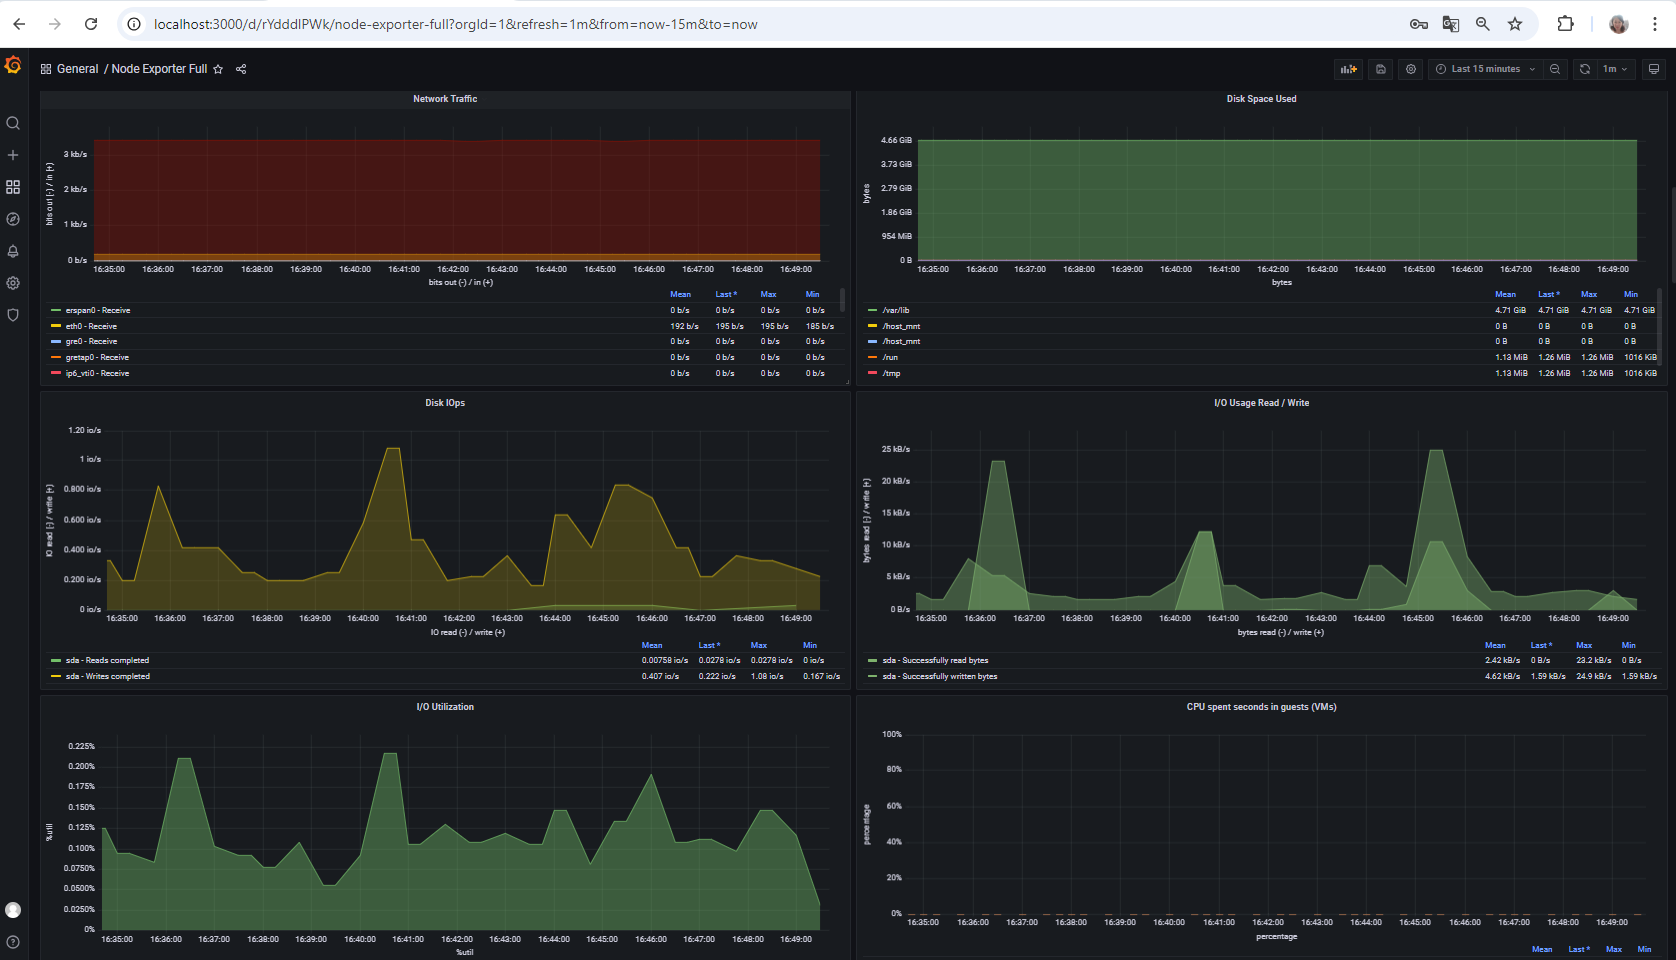 localhost:3000/d/rYdddlPWk/node-exporter-full?orgId=1&refresh=1m&from=now-15m&to=now
General / Node Exporter Full
Last 15 minutes
1m
Network Traffic
bits out (-) / in (+)
3 kb/s
2 kb/s
1 kb/s
0 b/s
16:35:00 16:36:00 16:37:00 16:38:00 16:39:00 16:40:00 16:41:00 16:42:00 16:43:00 16:44:00 16:45:00 16:46:00 16:47:00 16:48:00 16:49:00
bits out (-) / in (+)
Mean Last * Max Min
erspan0 - Receive 0 b/s 0 b/s 0 b/s 0 b/s
eth0 - Receive 192 b/s 195 b/s 195 b/s 185 b/s
gre0 - Receive 0 b/s 0 b/s 0 b/s 0 b/s
gretap0 - Receive 0 b/s 0 b/s 0 b/s 0 b/s
ip6_vti0 - Receive 0 b/s 0 b/s 0 b/s 0 b/s
Disk Space Used
bytes
4.66 GiB
3.73 GiB
2.79 GiB
1.86 GiB
954 MiB
0 B
16:35:00 16:36:00 16:37:00 16:38:00 16:39:00 16:40:00 16:41:00 16:42:00 16:43:00 16:44:00 16:45:00 16:46:00 16:47:00 16:48:00 16:49:00
bytes
Mean Last * Max Min
/var/lib 4.71 GiB 4.71 GiB 4.71 GiB 4.71 GiB
/host_mnt 0 B 0 B 0 B 0 B
/host_mnt 0 B 0 B 0 B 0 B
/run 1.13 MiB 1.26 MiB 1.26 MiB 1016 KiB
/tmp 1.13 MiB 1.26 MiB 1.26 MiB 1016 KiB
Disk IOps
IO read (-) / write (+)
1.20 io/s
1 io/s
0.800 io/s
0.600 io/s
0.400 io/s
0.200 io/s
0 io/s
16:35:00 16:36:00 16:37:00 16:38:00 16:39:00 16:40:00 16:41:00 16:42:00 16:43:00 16:44:00 16:45:00 16:46:00 16:47:00 16:48:00 16:49:00
IO read (-) / write (+)
Mean Last * Max Min
sda - Reads completed 0.00758 io/s 0.0278 io/s 0.0278 io/s 0 io/s
sda - Writes completed 0.407 io/s 0.222 io/s 1.08 io/s 0.167 io/s
I/O Usage Read / Write
bytes read (-) / write (+)
25 kB/s
20 kB/s
15 kB/s
10 kB/s
5 kB/s
0 B/s
16:35:00 16:36:00 16:37:00 16:38:00 16:39:00 16:40:00 16:41:00 16:42:00 16:43:00 16:44:00 16:45:00 16:46:00 16:47:00 16:48:00 16:49:00
bytes read (-) / write (+)
Mean Last * Max Min
sda - Successfully read bytes 2.42 kB/s 0 B/s 23.2 kB/s 0 B/s
sda - Successfully written bytes 4.62 kB/s 1.59 kB/s 24.9 kB/s 1.59 kB/s
I/O Utilization
%util
0.225%
0.200%
0.175%
0.150%
0.125%
0.100%
0.0750%
0.0500%
0.0250%
0%
16:35:00 16:36:00 16:37:00 16:38:00 16:39:00 16:40:00 16:41:00 16:42:00 16:43:00 16:44:00 16:45:00 16:46:00 16:47:00 16:48:00 16:49:00
%util
CPU spent seconds in guests (VMs)
percentage
100%
80%
60%
40%
20%
0%
16:35:00 16:36:00 16:37:00 16:38:00 16:39:00 16:40:00 16:41:00 16:42:00 16:43:00 16:44:00 16:45:00 16:46:00 16:47:00 16:48:00 16:49:00
percentage
Mean Last * Max Min